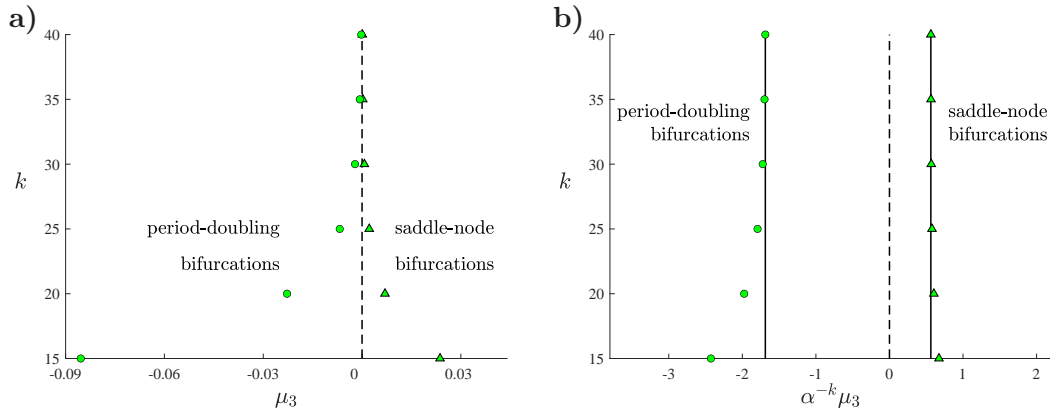 a)
40
35
30
k
25
20
15
period-doubling
bifurcations
saddle-node
bifurcations
-0.09
-0.06
-0.03
0
0.03
μ₃
b)
40
35
30
k
25
20
15
period-doubling
bifurcations
saddle-node
bifurcations
-3
-2
-1
0
1
2
α⁻ᵏμ₃